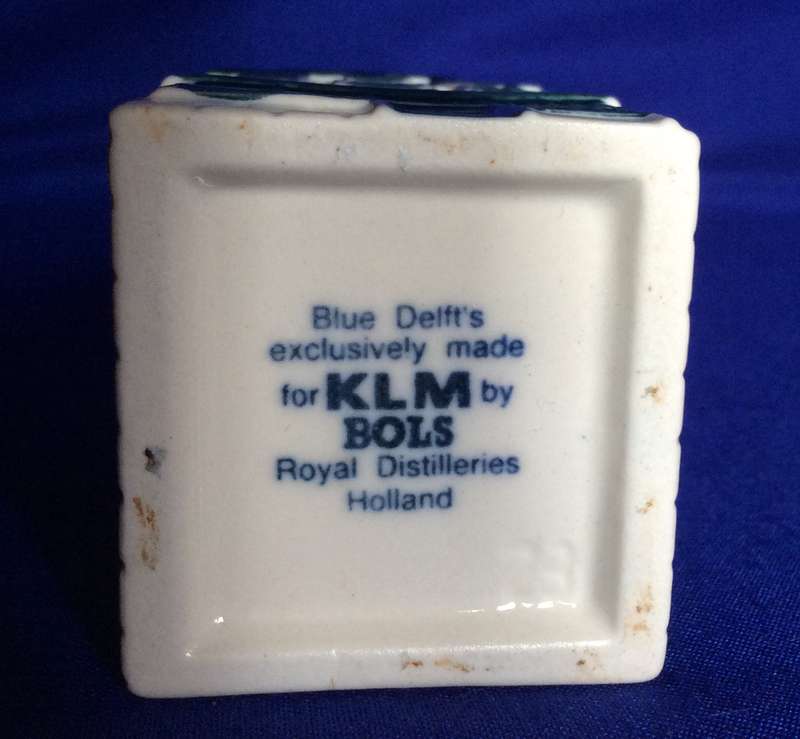 Blue Delft's
exclusively made
for KLM by
BOLS
Royal Distilleries
Holland